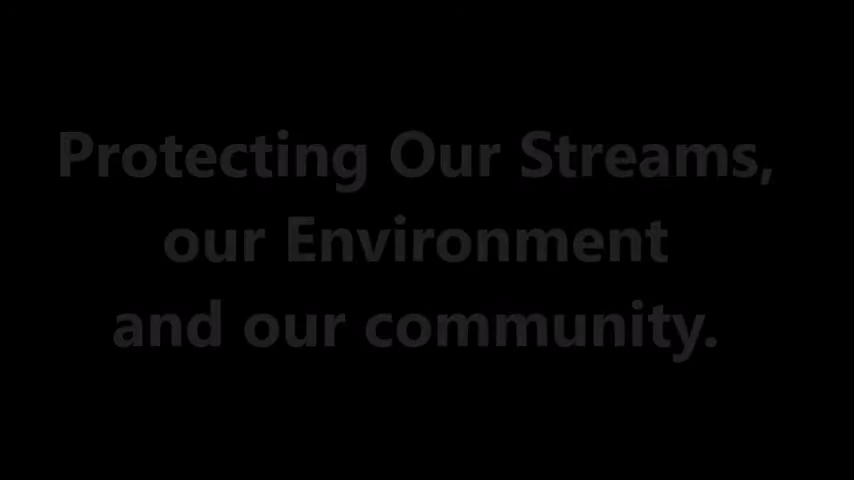 Protecting Our Streams,
our Environment
and our community.